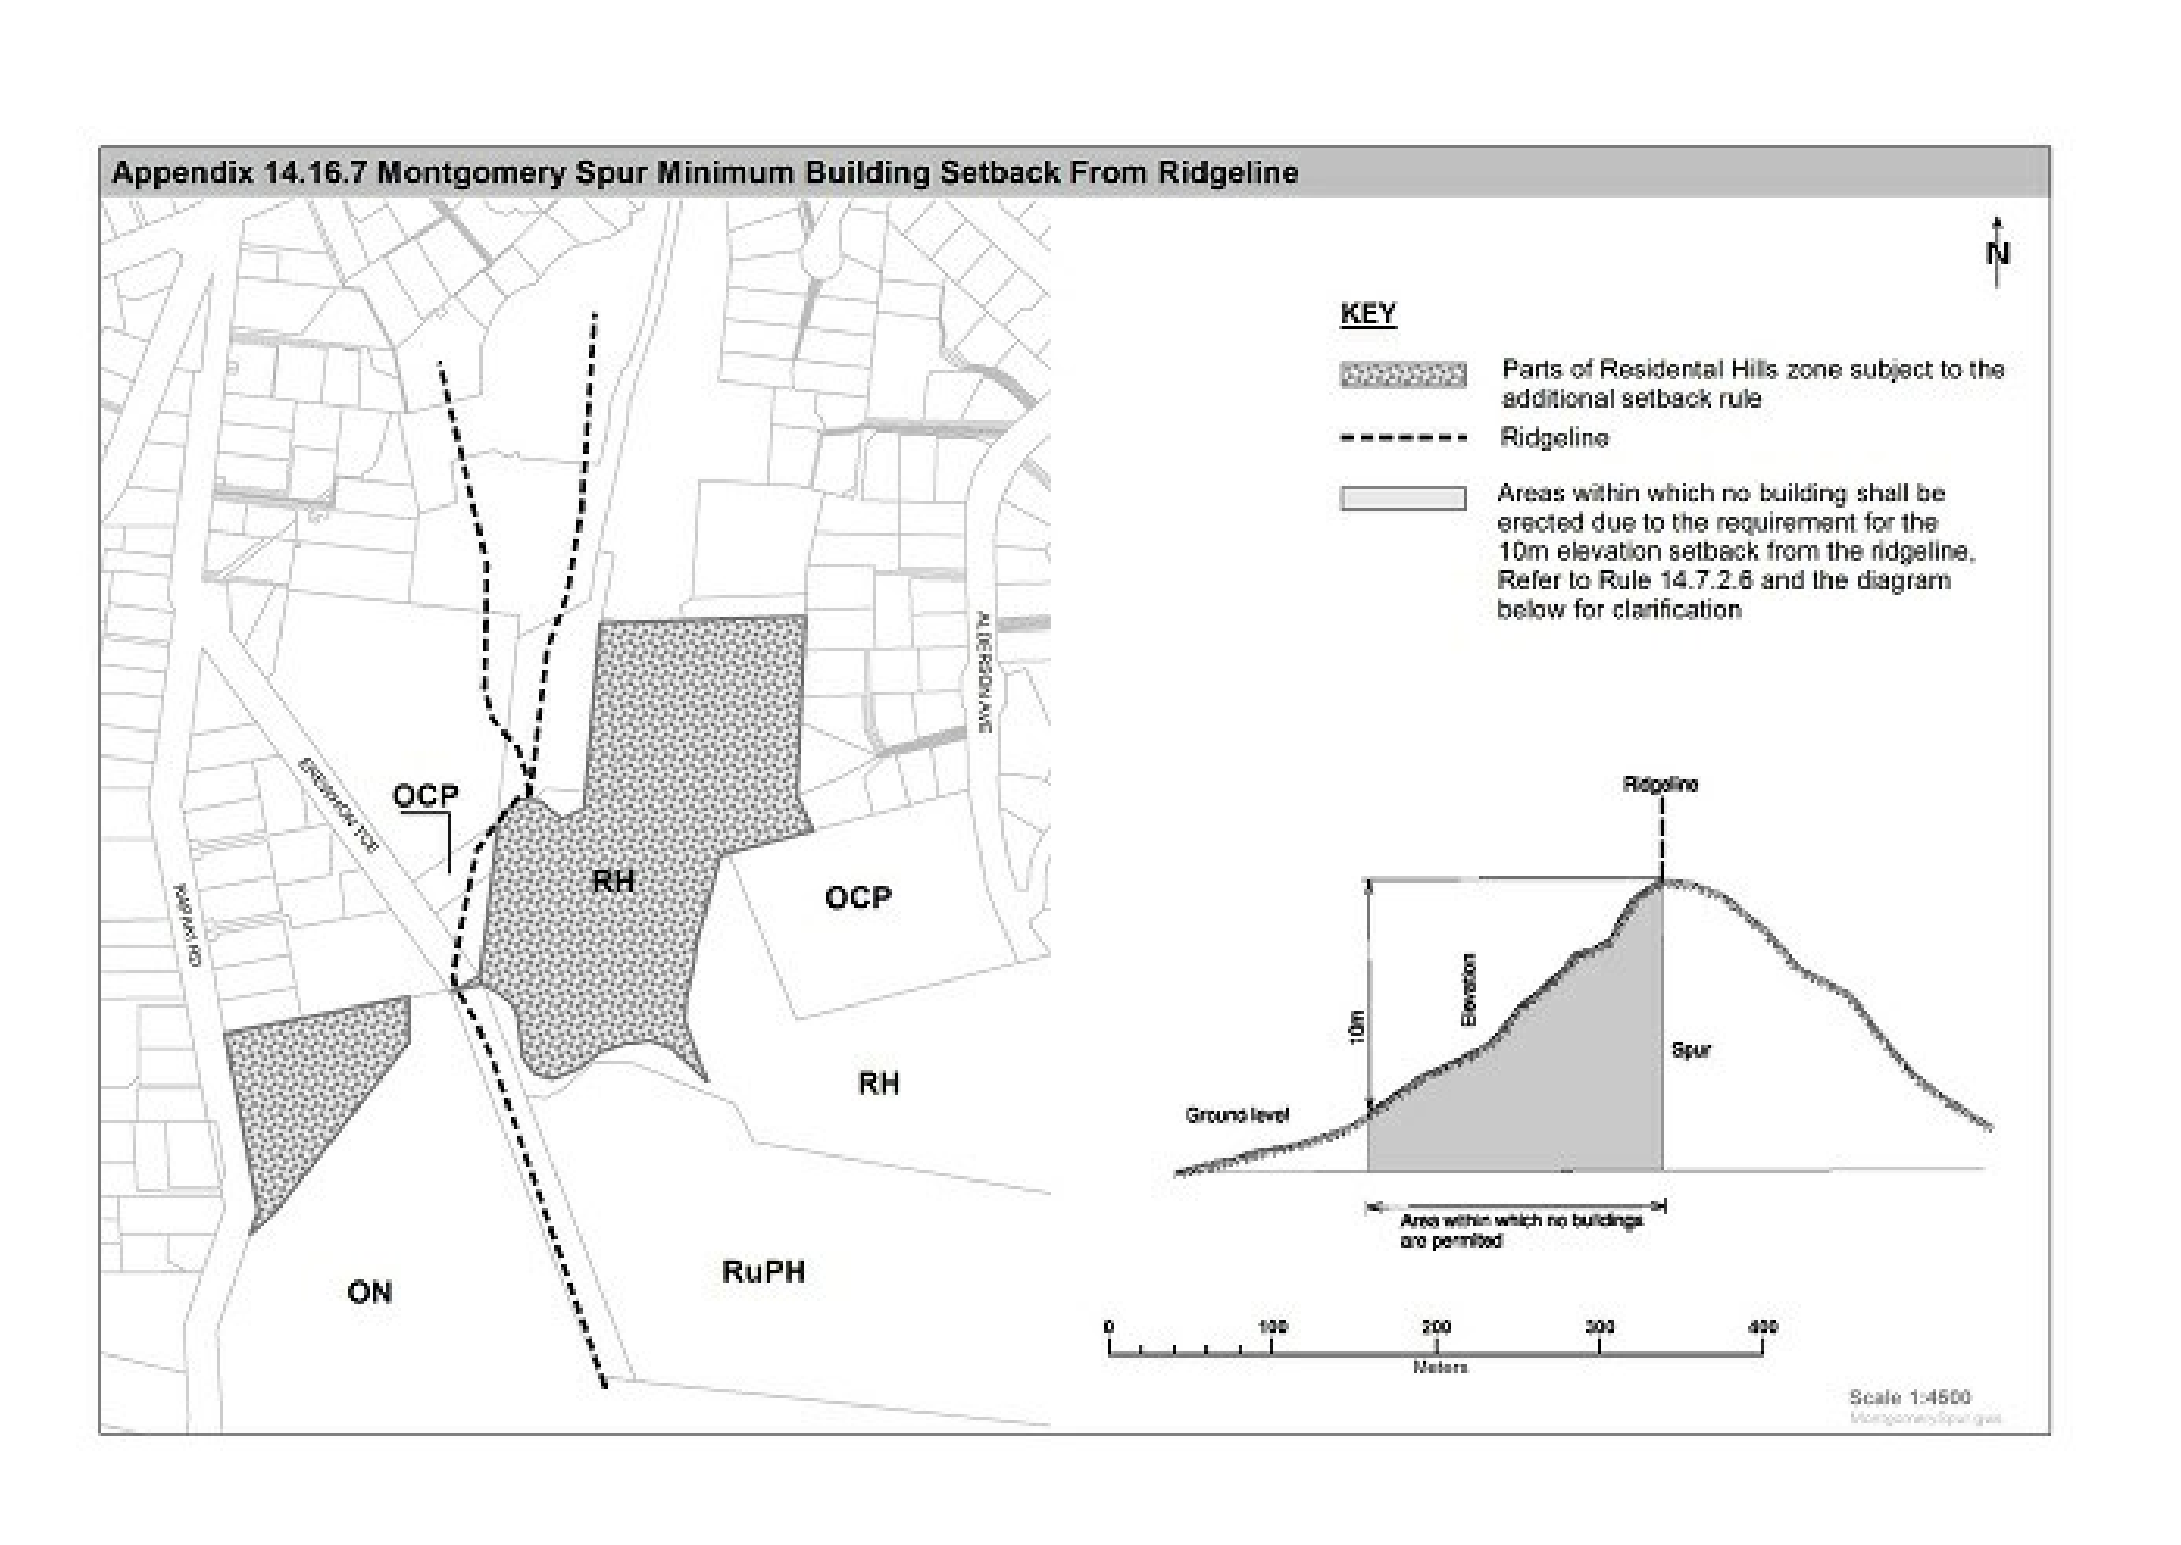 Appendix 14.16.7 Montgomery Spur Minimum Building Setback From Ridgeline
N
KEY
Parts of Residental Hills zone subject to the
additional setback rule
Ridgeline
Areas within which no building shall be
erected due to the requirement for the
10m elevation setback from the ridgeline.
Refer to Rule 14.7.2.6 and the diagram
below for clarification
ALDERSON AVE
OCP
RH
OCP
RH
ON
RuPH
Ridgeline
Elevation
10m
Spur
Ground level
Area within which no buildings
are permited
0 100 200 300 400
Meters
Scale 1:4500